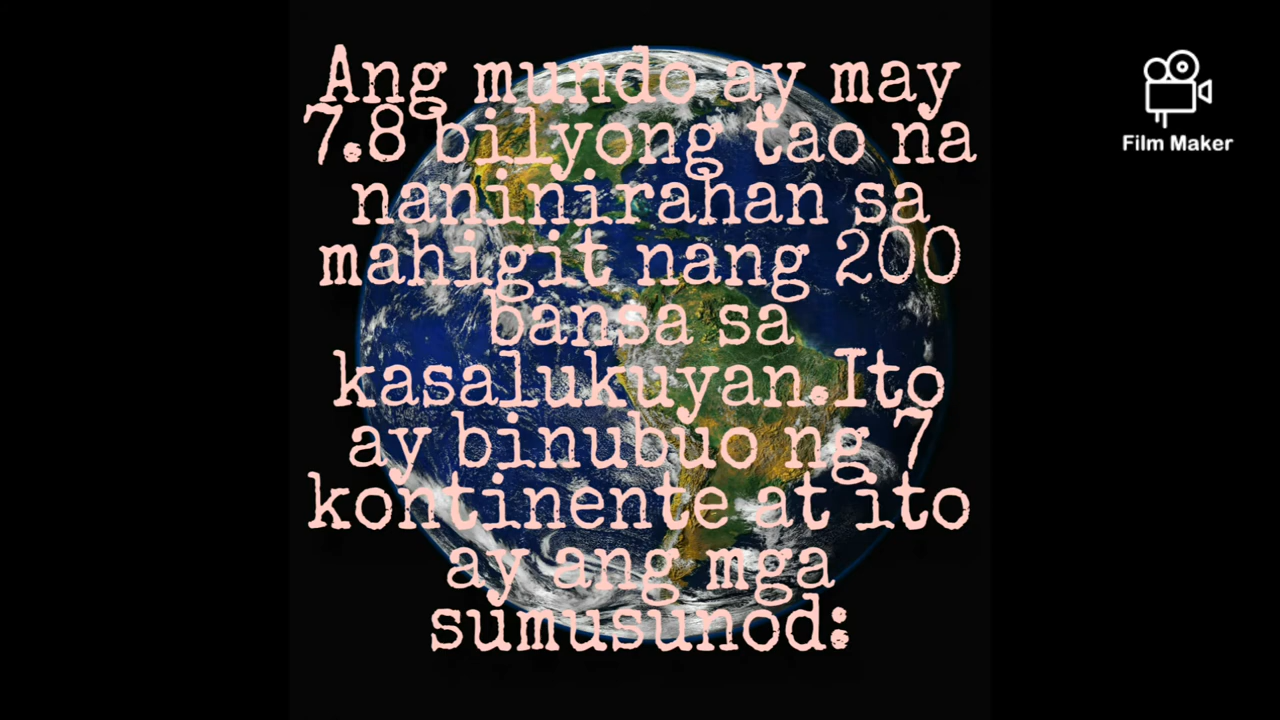 Ang mundo ay may
7.8 bilyong tao na
naninirahan sa
mahigit nang 200
bansa sa
kasalukuyan.Ito
ay binubuo ng 7
kontinente at ito
ay ang mga
sumusunod:
Film Maker